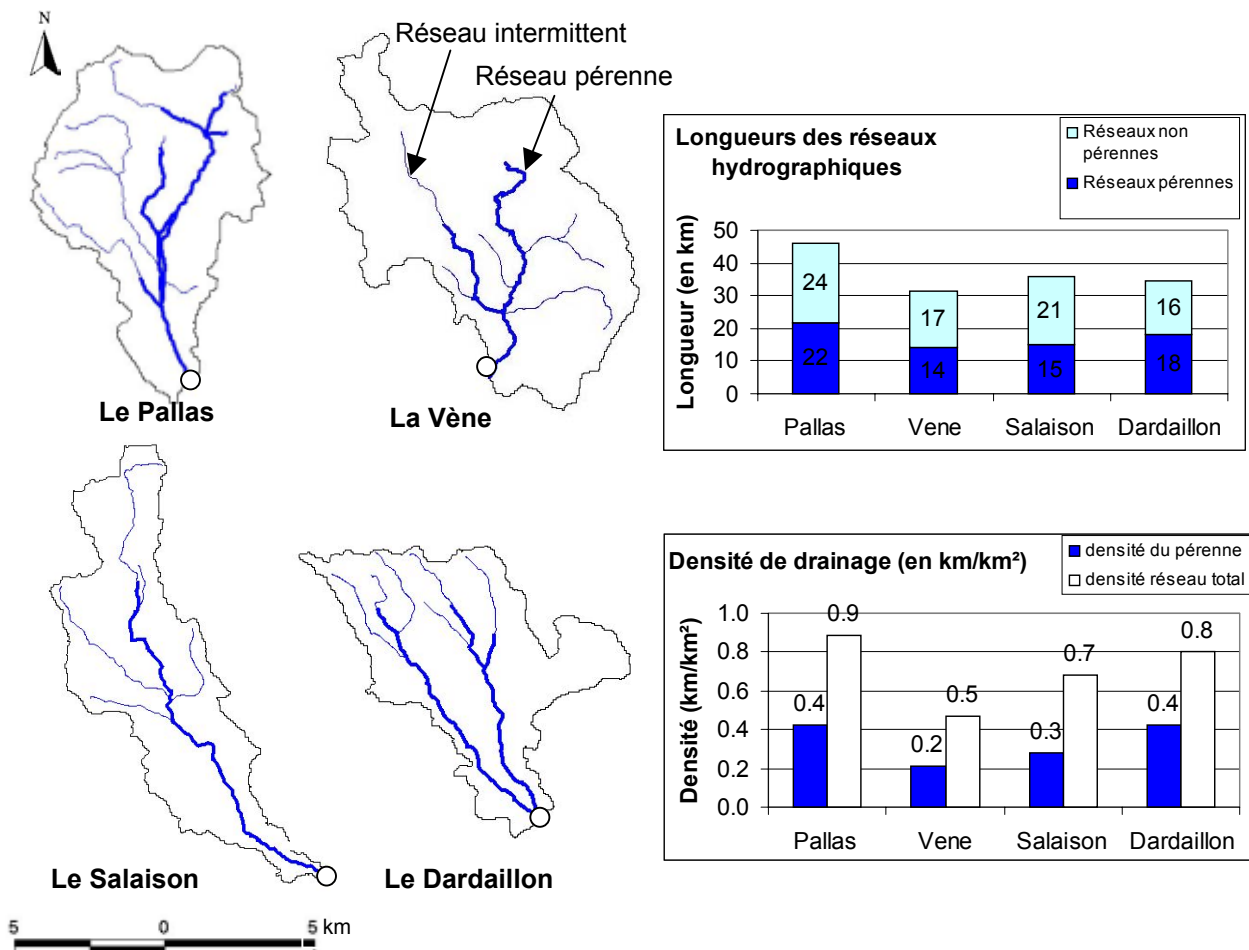 N
Réseau intermittent
Réseau pérenne
Le Pallas
La Vène
Longueurs des réseaux
hydrographiques
Réseaux non
pérennes
Réseaux pérennes
Longueur (en km)
50
40
30
20
10
0
24
17
21
16
22
14
15
18
Pallas
Vene
Salaison
Dardaillon
Le Salaison
Le Dardaillon
5
0
5 km
Densité de drainage (en km/km²)
densité du pérenne
densité réseau total
Densité (km/km²)
1.0
0.8
0.6
0.4
0.2
0.0
0.4
0.9
0.2
0.5
0.3
0.7
0.4
0.8
Pallas
Vene
Salaison
Dardaillon